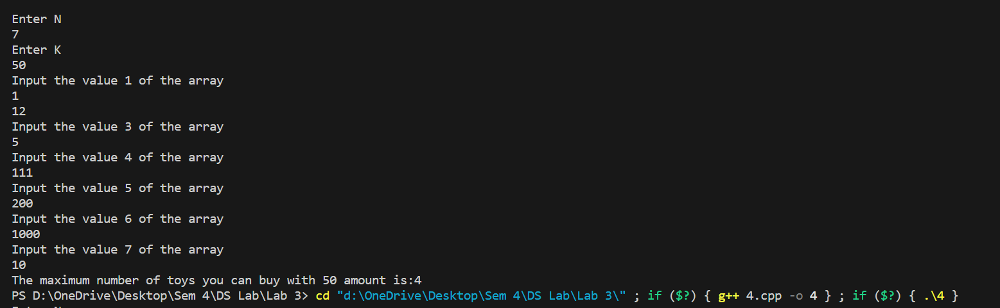 Enter N
7
Enter K
50
Input the value 1 of the array
1
12
Input the value 3 of the array
5
Input the value 4 of the array
111
Input the value 5 of the array
200
Input the value 6 of the array
1000
Input the value 7 of the array
10
The maximum number of toys you can buy with 50 amount is:4
PS D:\OneDrive\Desktop\Sem 4\DS Lab\Lab 3> cd "d:\OneDrive\Desktop\Sem 4\DS Lab\Lab 3\" ; if ($?) { g++ 4.cpp -o 4 } ; if ($?) { .\4 }